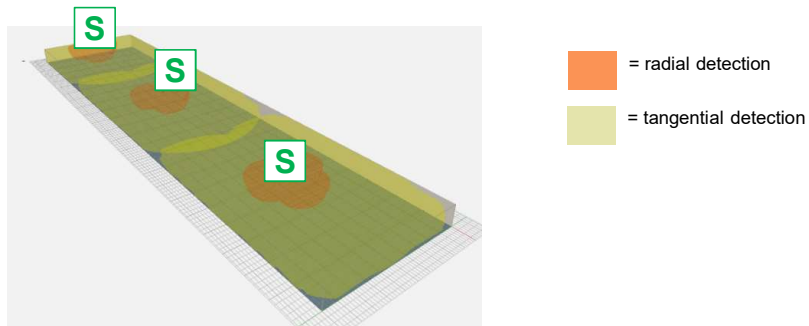 S
S
S
= radial detection
= tangential detection